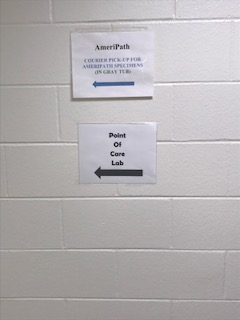 AmeriPath
COURIER PICK-UP FOR
AMERIPATH SPECIMENS
(IN GRAY TUB)
Point
Of
Care
Lab